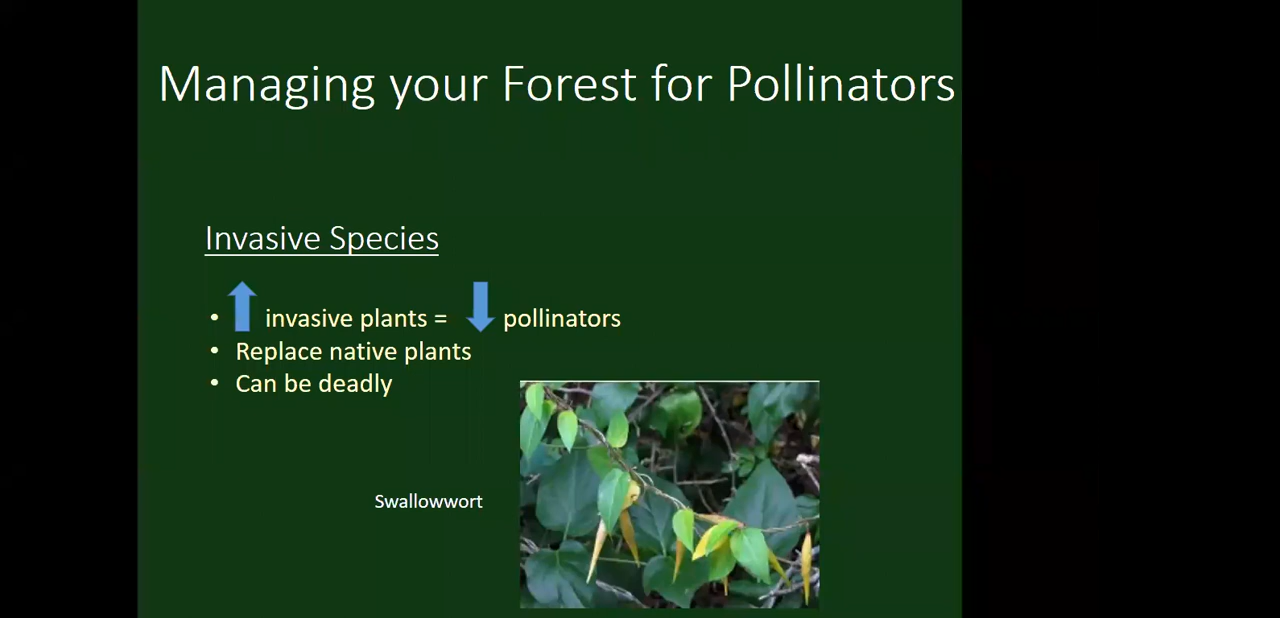 Managing your Forest for Pollinators
Invasive Species
• invasive plants = pollinators
• Replace native plants
• Can be deadly
Swallowwort